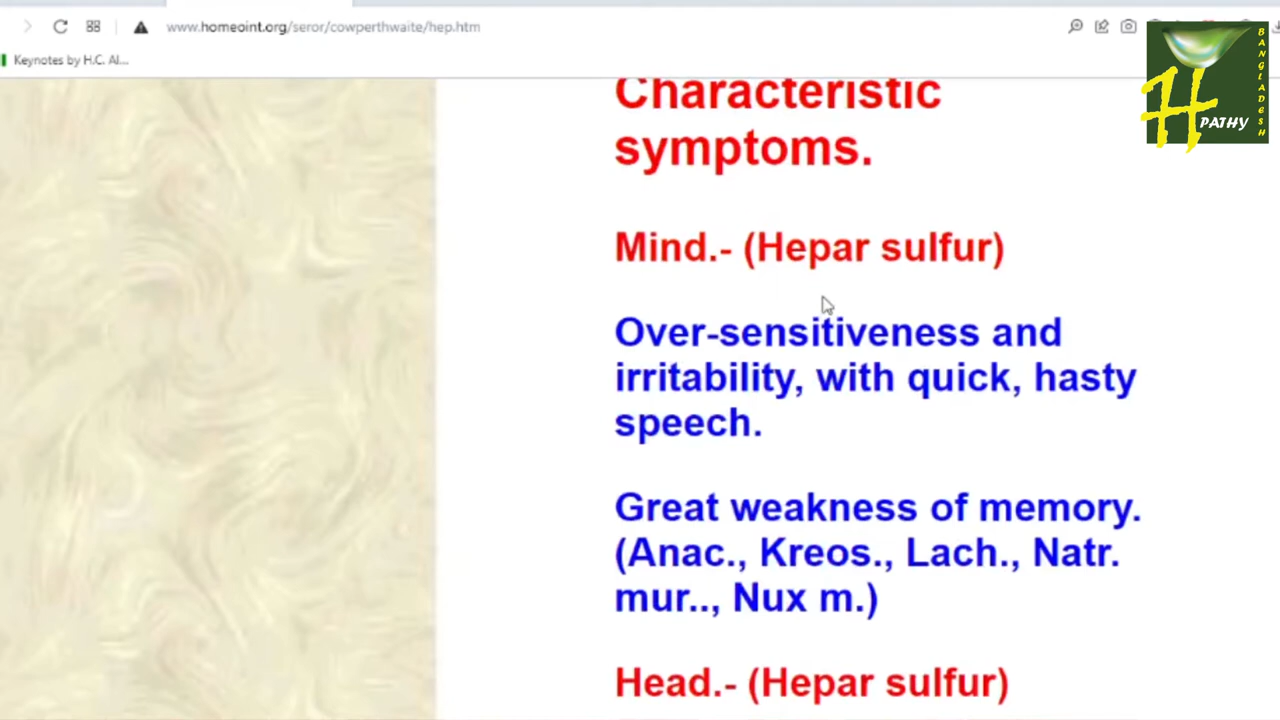 www.homeoint.org/seror/cowperthwaite/hep.htm
Keynotes by H.C. Al...
BANGLADESH
H
PATHY
Characteristic
symptoms.
Mind.- (Hepar sulfur)
Over-sensitiveness and
irritability, with quick, hasty
speech.
Great weakness of memory.
(Anac., Kreos., Lach., Natr.
mur.., Nux m.)
Head.- (Hepar sulfur)